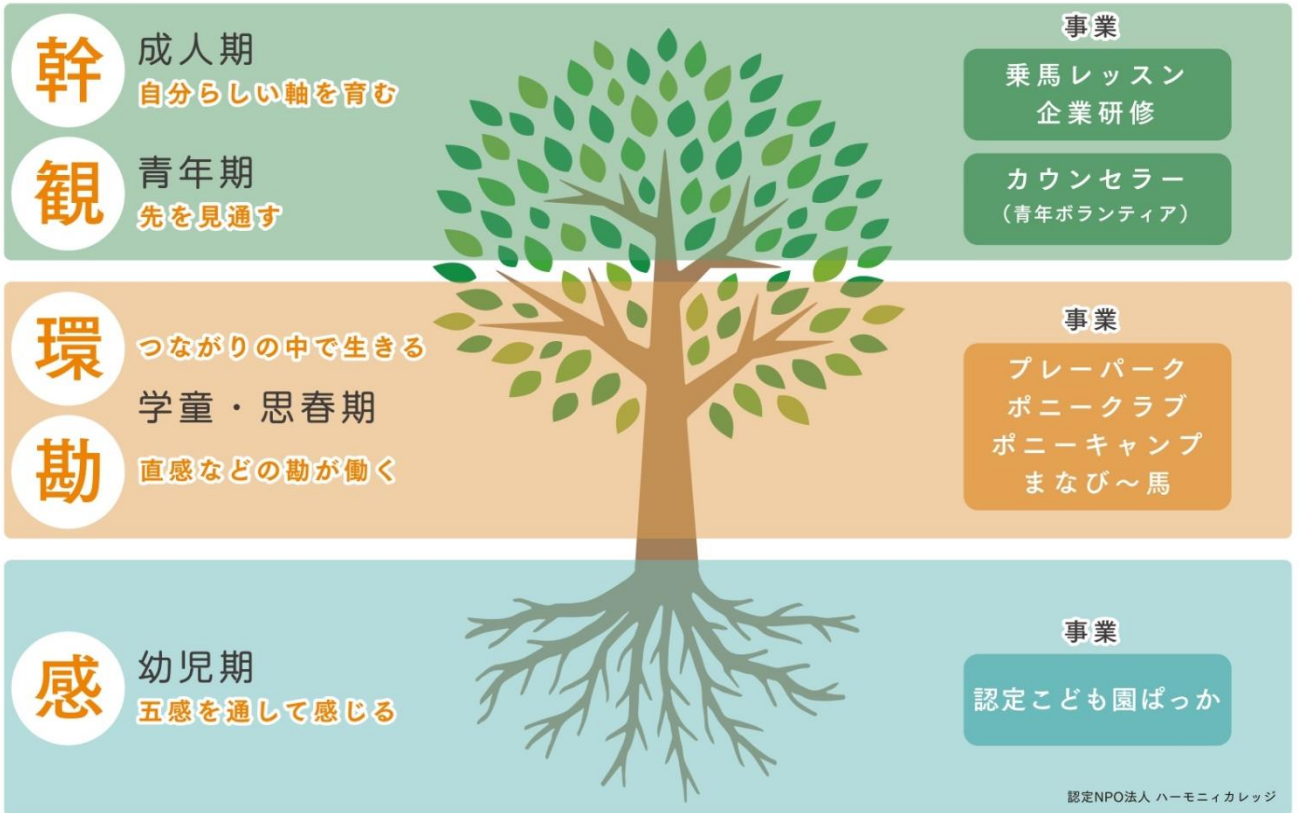 幹
成人期
自分らしい軸を育む
観
青年期
先を見通す
事業
乗馬レッスン
企業研修
カウンセラー
（青年ボランティア）
環
つながりの中で生きる
学童・思春期
勘
直感などの勘が働く
事業
プレーパーク
ポニークラブ
ポニーキャンプ
まなび〜馬
感
幼児期
五感を通して感じる
事業
認定こども園ぱっか
認定NPO法人 ハーモニィカレッジ